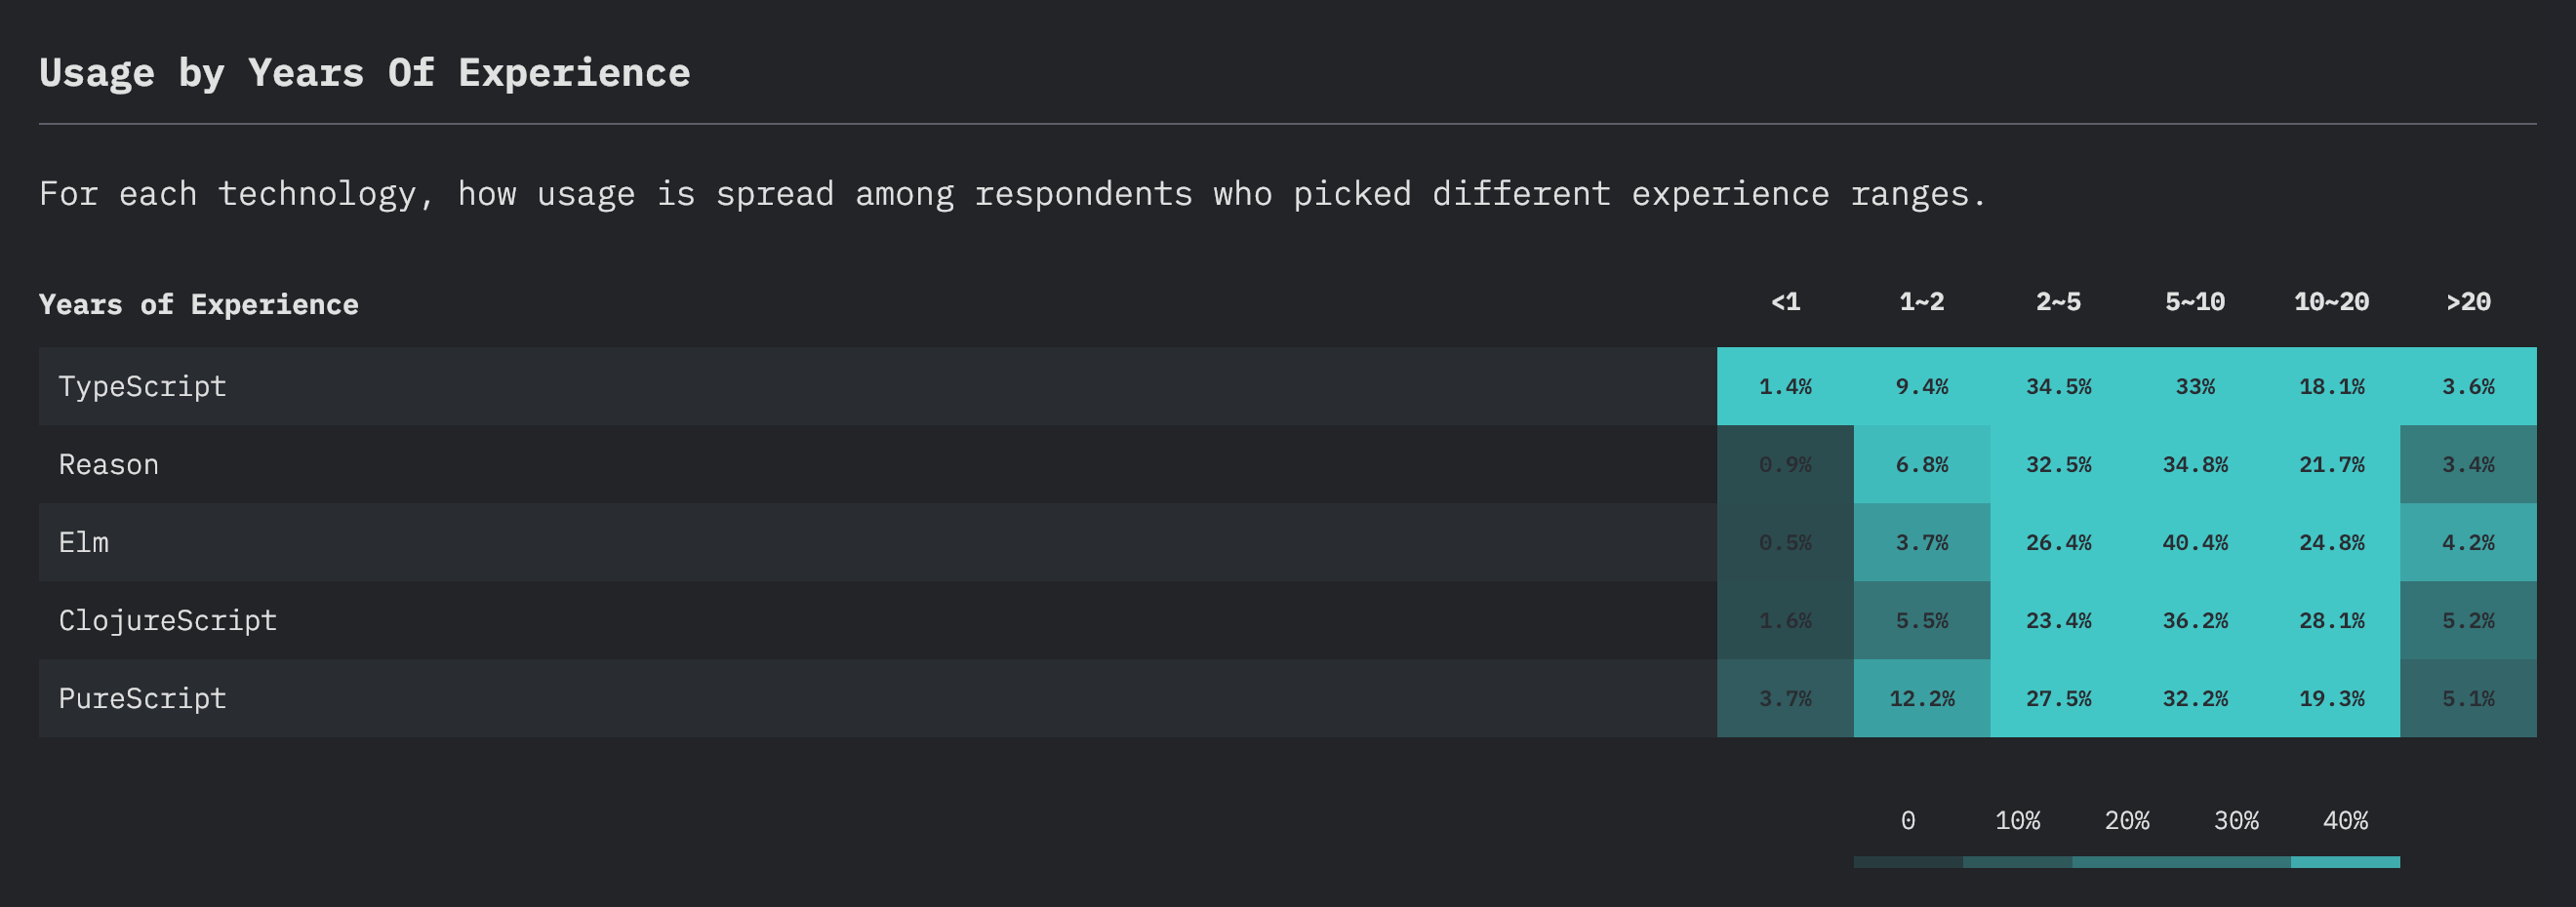 Usage by Years Of Experience
For each technology, how usage is spread among respondents who picked different experience ranges.
Years of Experience <1 1~2 2~5 5~10 10~20 >20
TypeScript 1.4% 9.4% 34.5% 33% 18.1% 3.6%
Reason 0.9% 6.8% 32.5% 34.8% 21.7% 3.4%
Elm 0.5% 3.7% 26.4% 40.4% 24.8% 4.2%
ClojureScript 1.6% 5.5% 23.4% 36.2% 28.1% 5.2%
PureScript 3.7% 12.2% 27.5% 32.2% 19.3% 5.1%
0 10% 20% 30% 40%